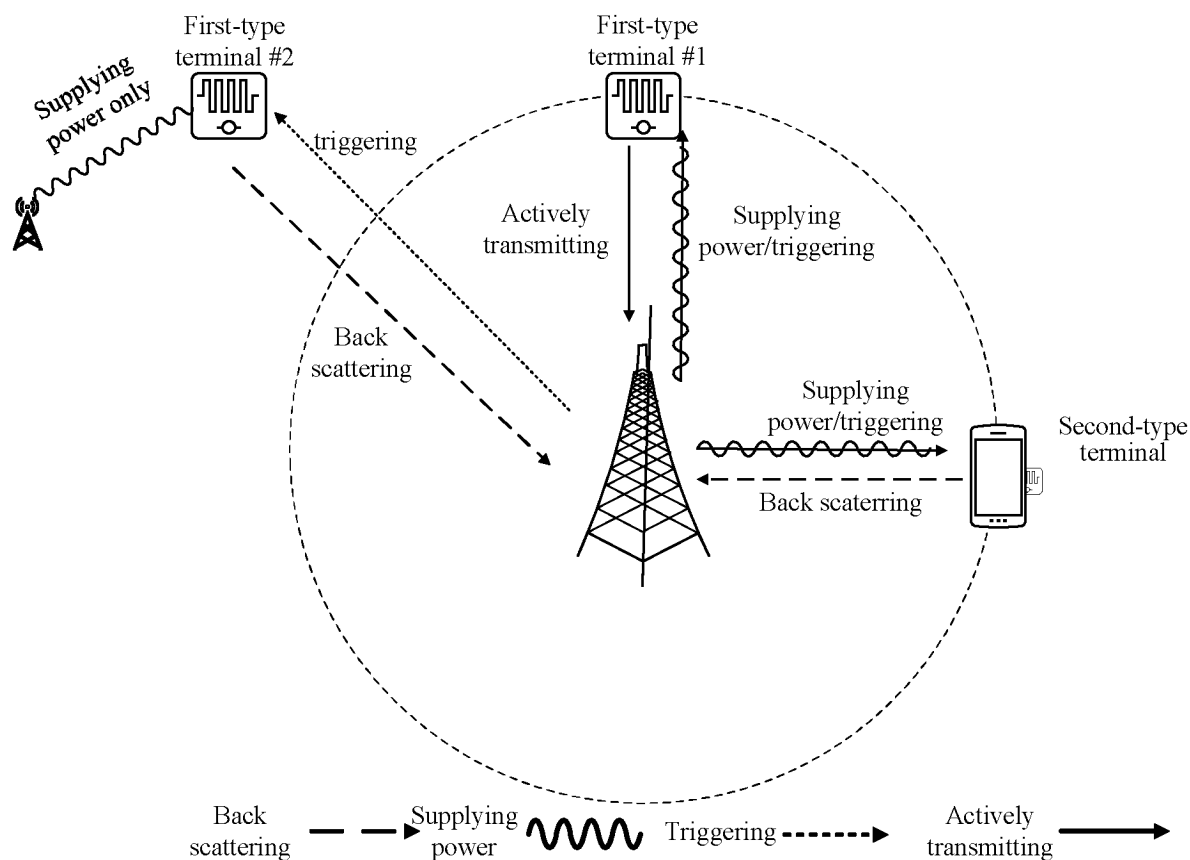 First-type
terminal #2
First-type
terminal #1
Supplying
power only
triggering
Actively
transmitting
Supplying
power/triggering
Back
scattering
Supplying
power/triggering
Second-type
terminal
Back scaterring
Back
scattering
Supplying
power
Triggering
Actively
transmitting